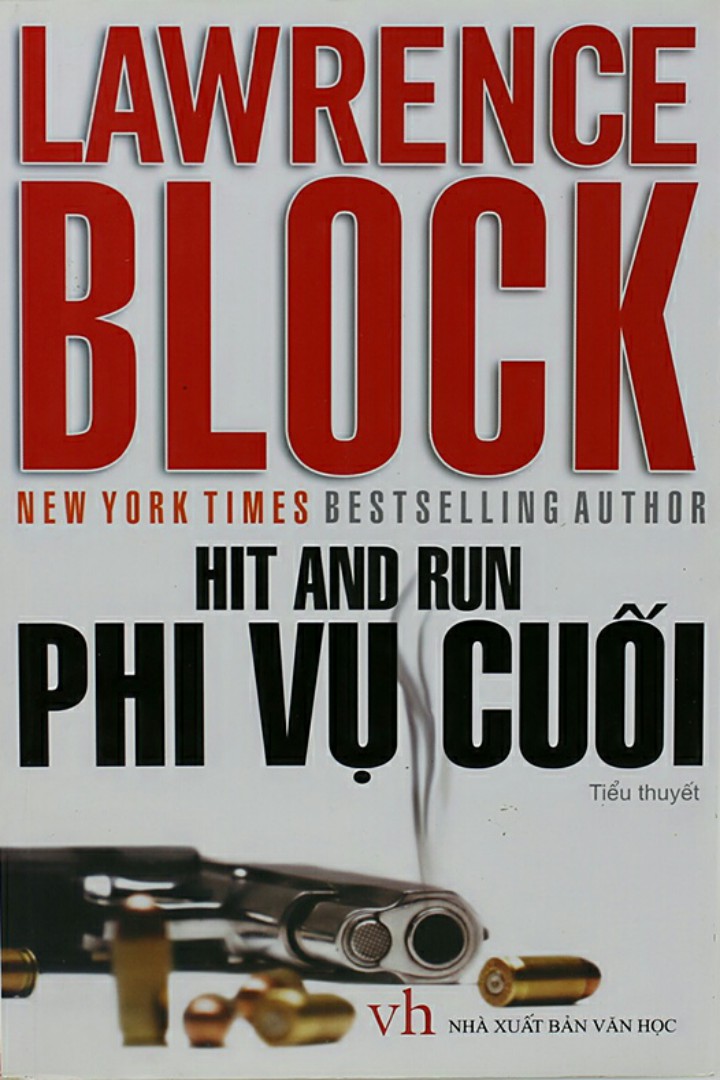 LAWRENCE
BLOCK
NEW YORK TIMES BESTSELLING AUTHOR
HIT AND RUN
PHI VỤ CUỐI
Tiểu thuyết
vh NHÀ XUẤT BẢN VĂN HỌC